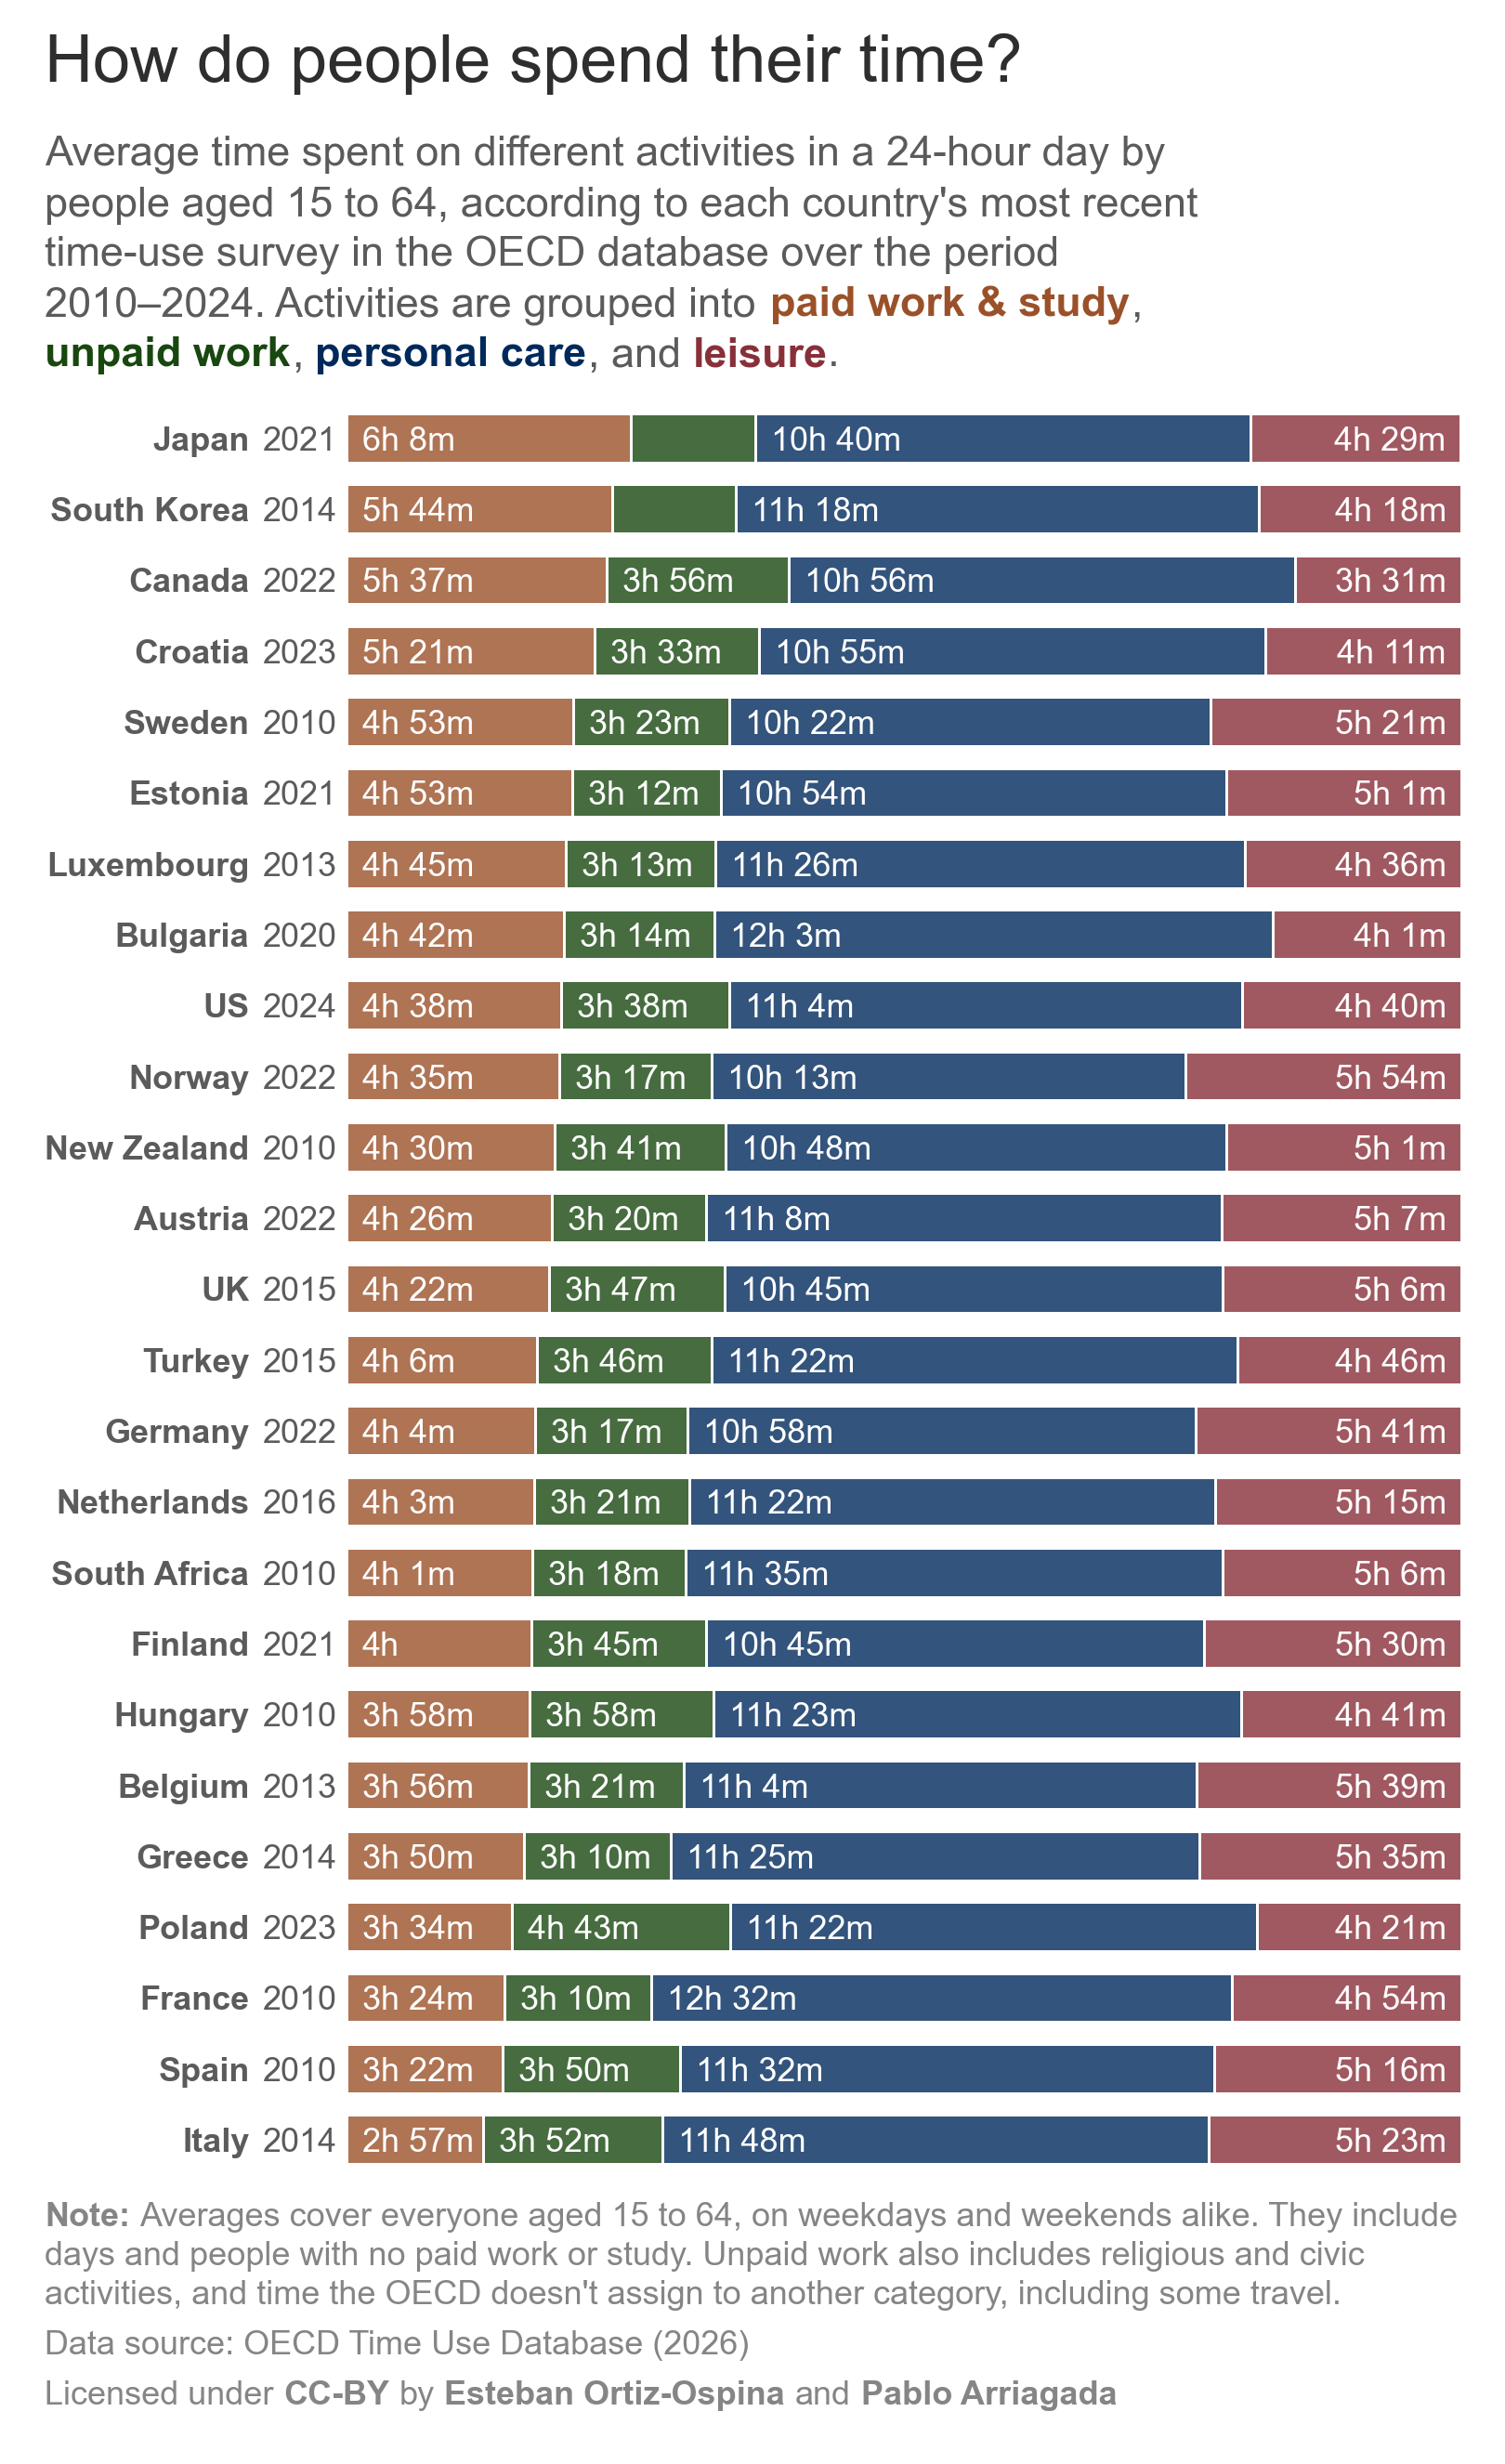 How do people spend their time?
Average time spent on different activities in a 24-hour day by
people aged 15 to 64, according to each country's most recent
time-use survey in the OECD database over the period
2010–2024. Activities are grouped into paid work & study,
unpaid work, personal care, and leisure.
Japan 2021 6h 8m 10h 40m 4h 29m
South Korea 2014 5h 44m 11h 18m 4h 18m
Canada 2022 5h 37m 3h 56m 10h 56m 3h 31m
Croatia 2023 5h 21m 3h 33m 10h 55m 4h 11m
Sweden 2010 4h 53m 3h 23m 10h 22m 5h 21m
Estonia 2021 4h 53m 3h 12m 10h 54m 5h 1m
Luxembourg 2013 4h 45m 3h 13m 11h 26m 4h 36m
Bulgaria 2020 4h 42m 3h 14m 12h 3m 4h 1m
US 2024 4h 38m 3h 38m 11h 4m 4h 40m
Norway 2022 4h 35m 3h 17m 10h 13m 5h 54m
New Zealand 2010 4h 30m 3h 41m 10h 48m 5h 1m
Austria 2022 4h 26m 3h 20m 11h 8m 5h 7m
UK 2015 4h 22m 3h 47m 10h 45m 5h 6m
Turkey 2015 4h 6m 3h 46m 11h 22m 4h 46m
Germany 2022 4h 4m 3h 17m 10h 58m 5h 41m
Netherlands 2016 4h 3m 3h 21m 11h 22m 5h 15m
South Africa 2010 4h 1m 3h 18m 11h 35m 5h 6m
Finland 2021 4h 3h 45m 10h 45m 5h 30m
Hungary 2010 3h 58m 3h 58m 11h 23m 4h 41m
Belgium 2013 3h 56m 3h 21m 11h 4m 5h 39m
Greece 2014 3h 50m 3h 10m 11h 25m 5h 35m
Poland 2023 3h 34m 4h 43m 11h 22m 4h 21m
France 2010 3h 24m 3h 10m 12h 32m 4h 54m
Spain 2010 3h 22m 3h 50m 11h 32m 5h 16m
Italy 2014 2h 57m 3h 52m 11h 48m 5h 23m
Note: Averages cover everyone aged 15 to 64, on weekdays and weekends alike. They include
days and people with no paid work or study. Unpaid work also includes religious and civic
activities, and time the OECD doesn't assign to another category, including some travel.
Data source: OECD Time Use Database (2026)
Licensed under CC-BY by Esteban Ortiz-Ospina and Pablo Arriagada